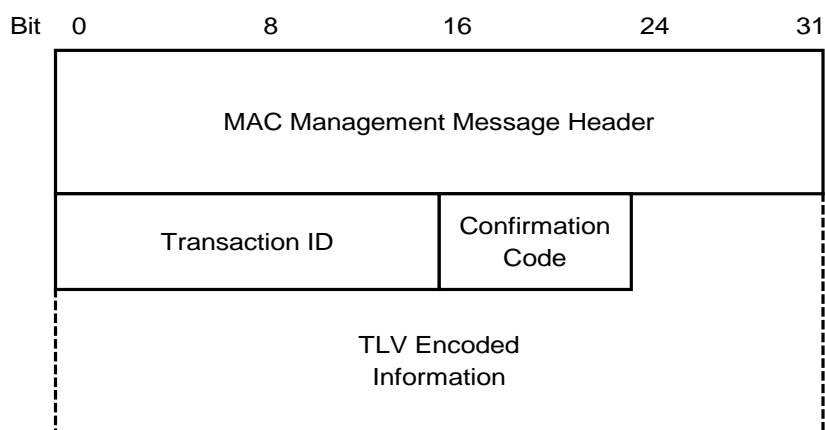 Bit 0 8 16 24 31
MAC Management Message Header
Transaction ID
Confirmation
Code
TLV Encoded
Information